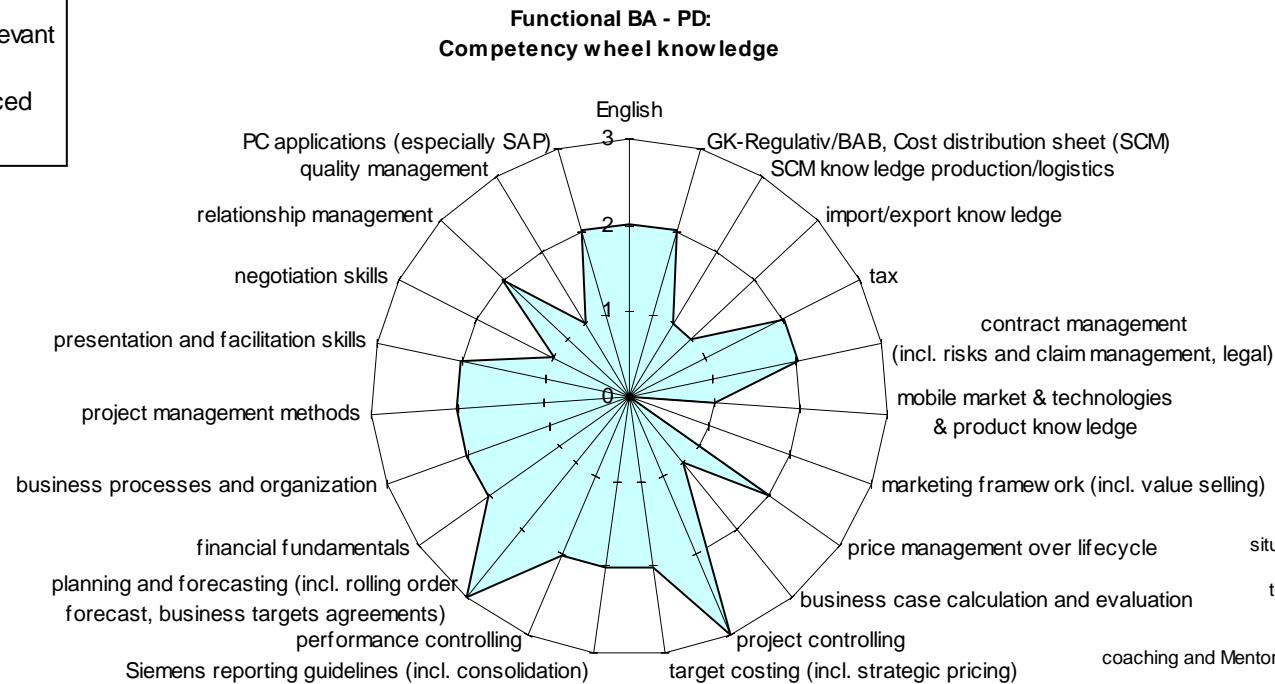 Functional BA - PD:
Competency wheel knowledge
English
3
2
1
0
GK-Regulativ/BAB, Cost distribution sheet (SCM)
SCM knowledge production/logistics
import/export knowledge
tax
contract management
(incl. risks and claim management, legal)
mobile market & technologies
& product knowledge
marketing framework (incl. value selling)
price management over lifecycle
business case calculation and evaluation
project controlling
target costing (incl. strategic pricing)
Siemens reporting guidelines (incl. consolidation)
performance controlling
planning and forecasting (incl. rolling order
forecast, business targets agreements)
financial fundamentals
business processes and organization
project management methods
presentation and facilitation skills
negotiation skills
relationship management
quality management
PC applications (especially SAP)
coaching and